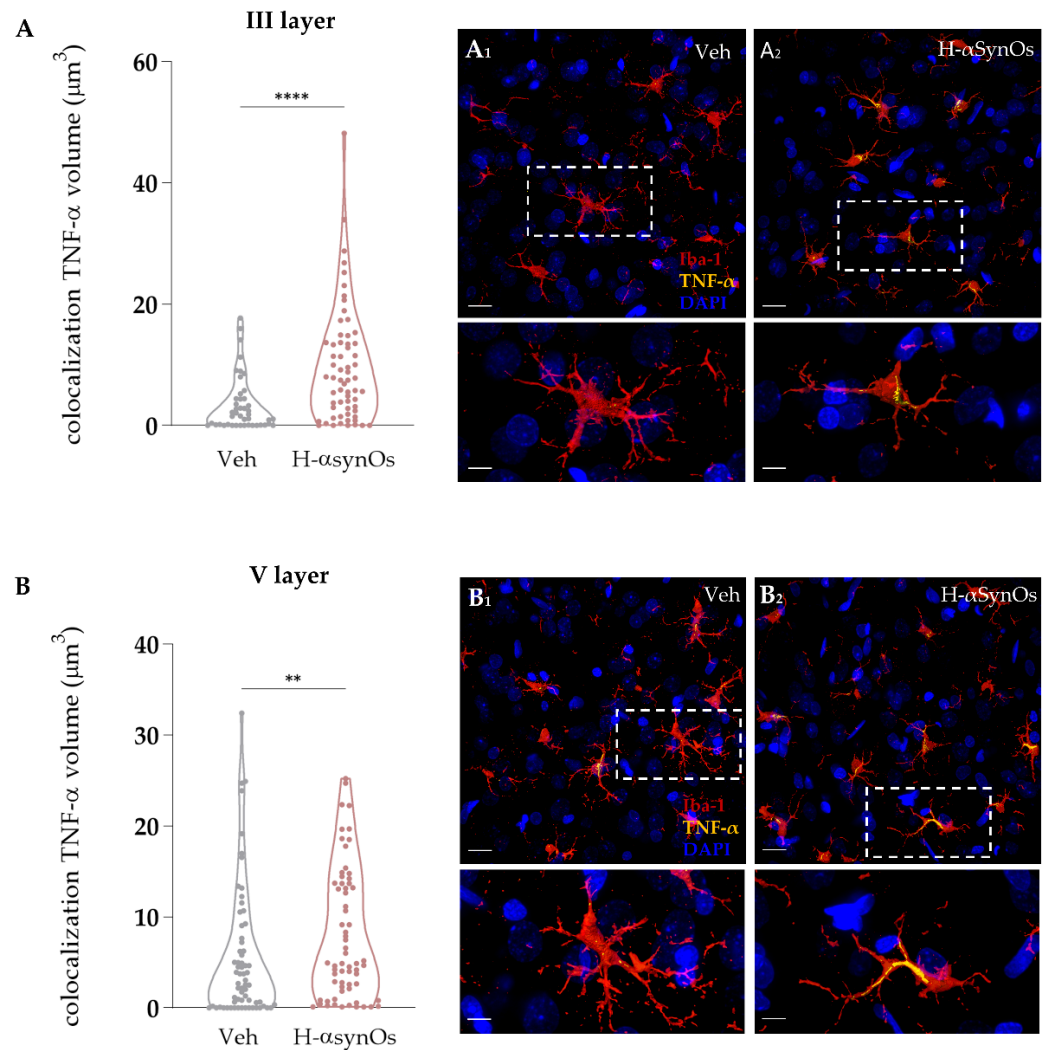 A
III layer
colocalization TNF-α volume (μm³)
60
40
20
0
****
Veh
H-αsynOs
A₁
Veh
Iba-1
TNF-α
DAPI
A₂
H-αSynOs
B
V layer
colocalization TNF-α volume (μm³)
40
30
20
10
0
**
Veh
H-αsynOs
B₁
Veh
Iba-1
TNF-α
DAPI
B₂
H-αSynOs